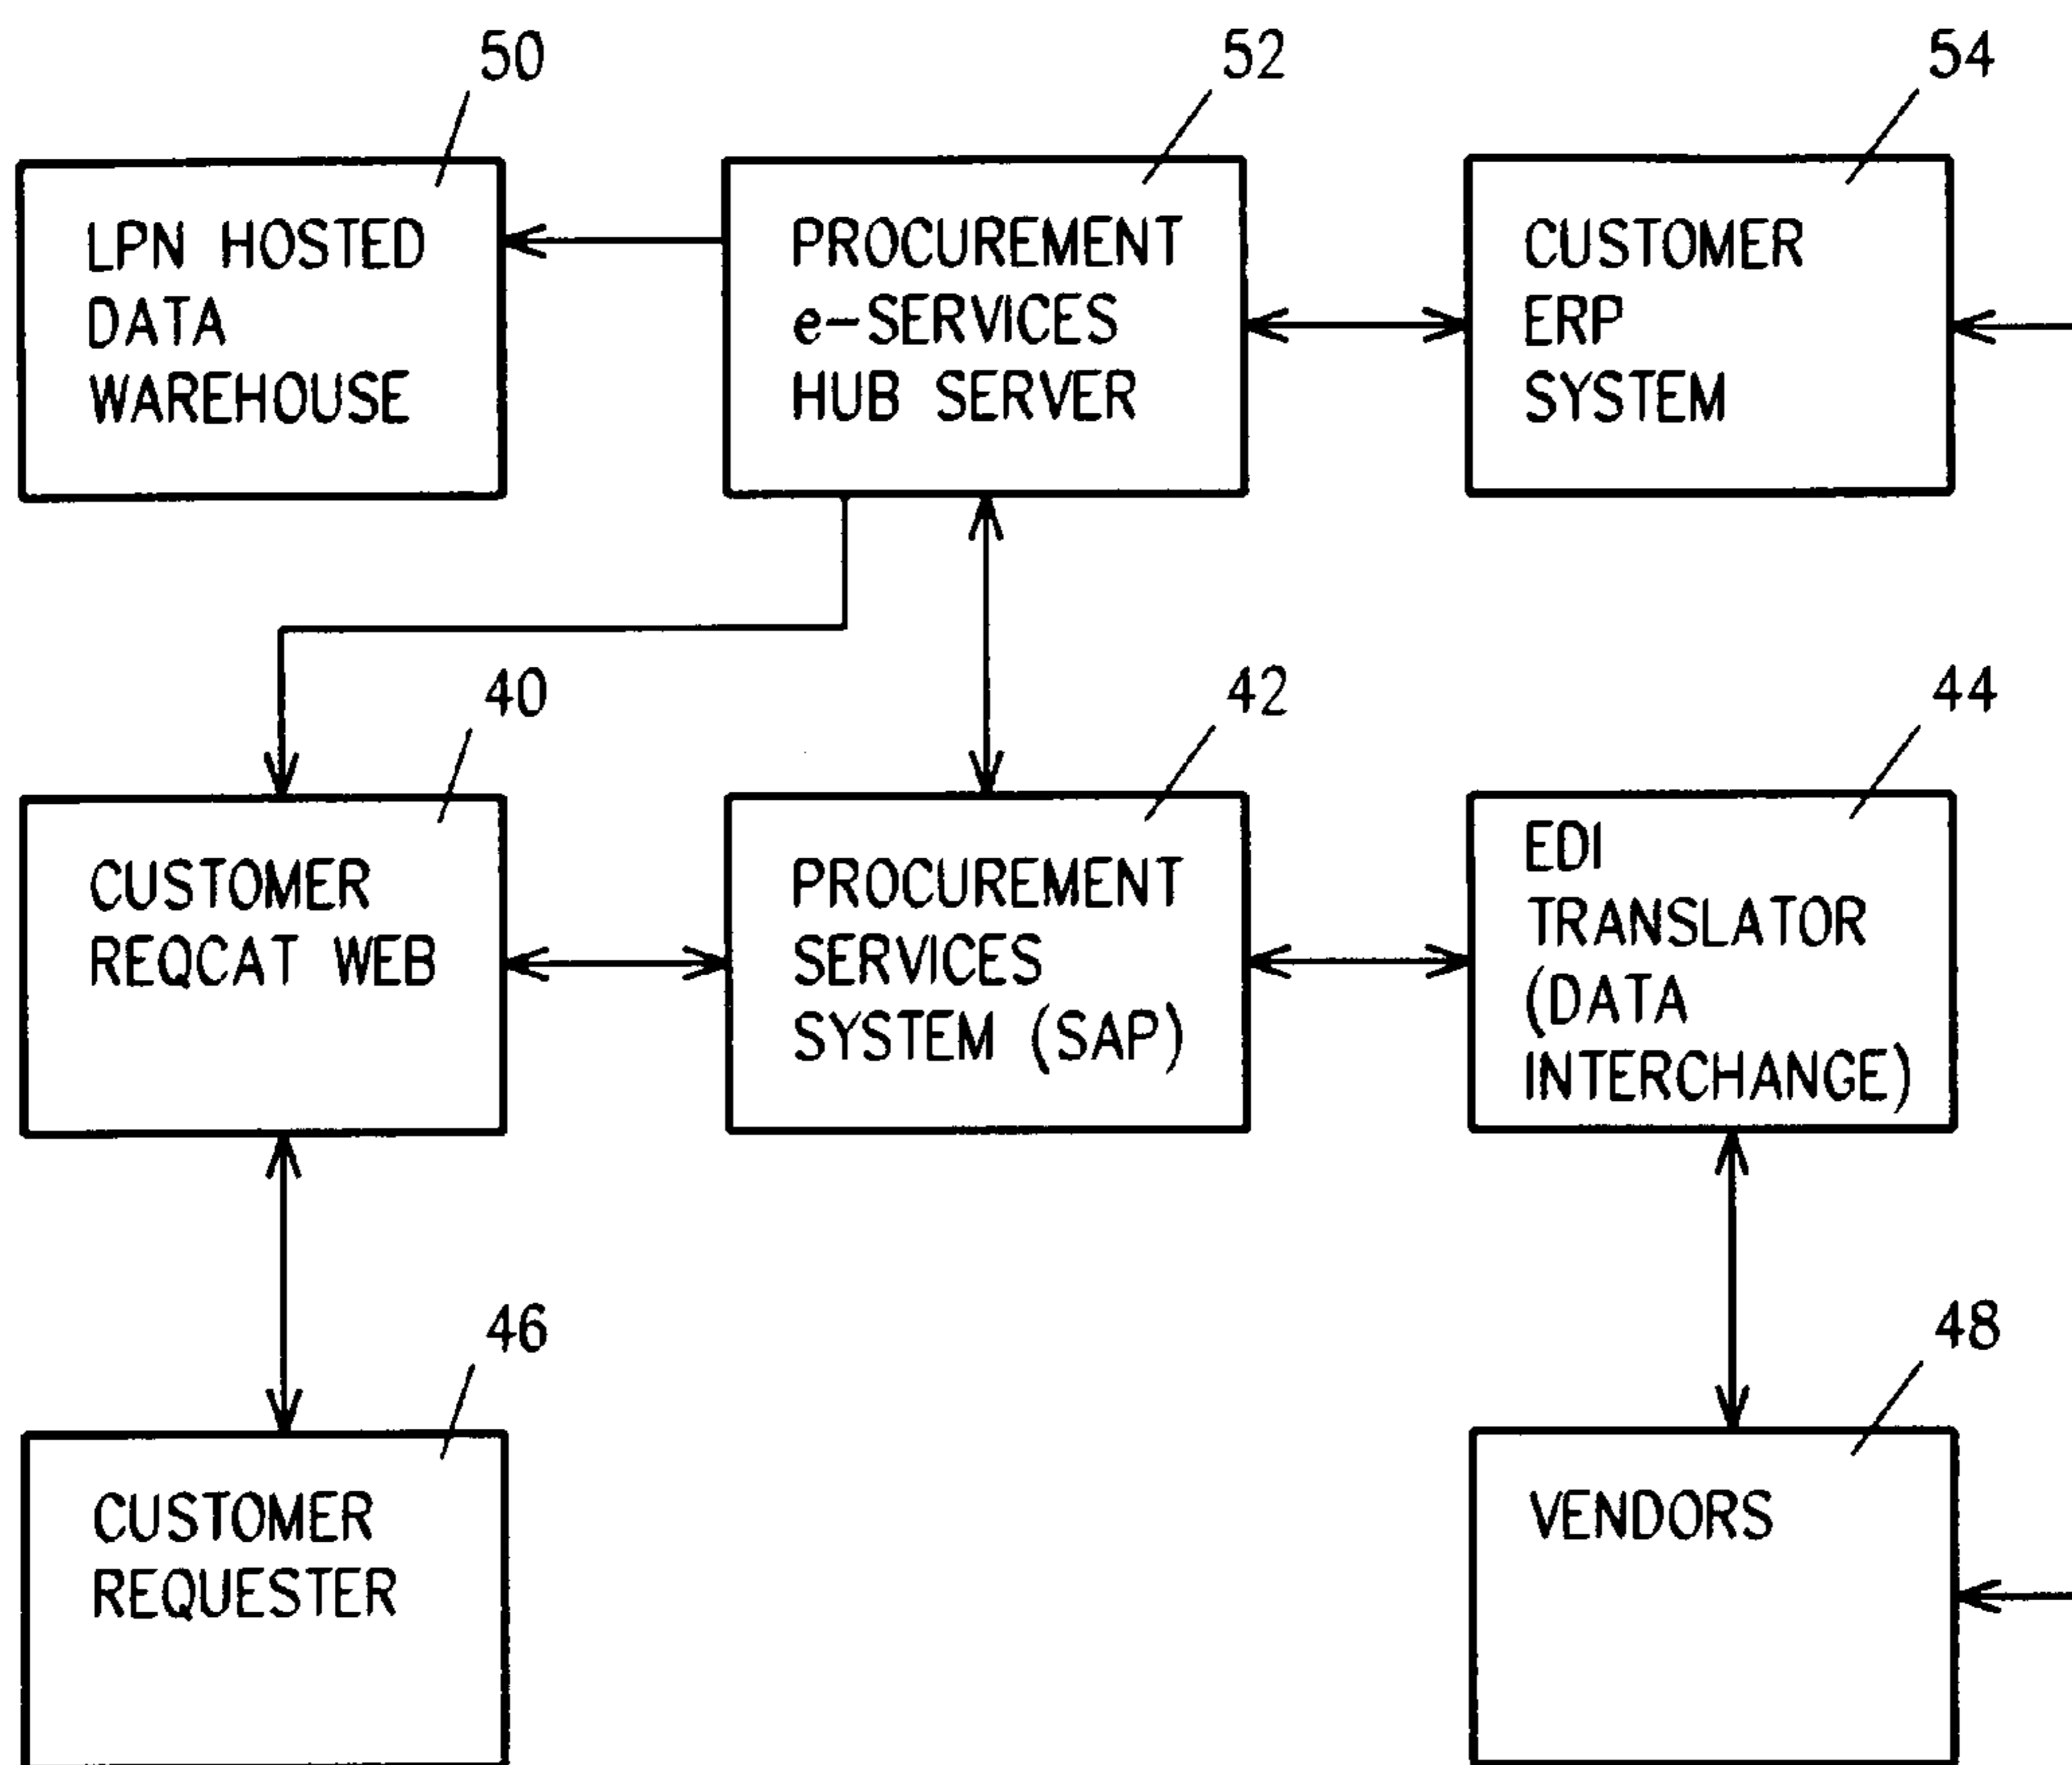 50
52
54
LPN HOSTED
DATA
WAREHOUSE
PROCUREMENT
e-SERVICES
HUB SERVER
CUSTOMER
ERP
SYSTEM
40
42
44
CUSTOMER
REQCAT WEB
PROCUREMENT
SERVICES
SYSTEM (SAP)
EDI
TRANSLATOR
(DATA
INTERCHANGE)
46
48
CUSTOMER
REQUESTER
VENDORS